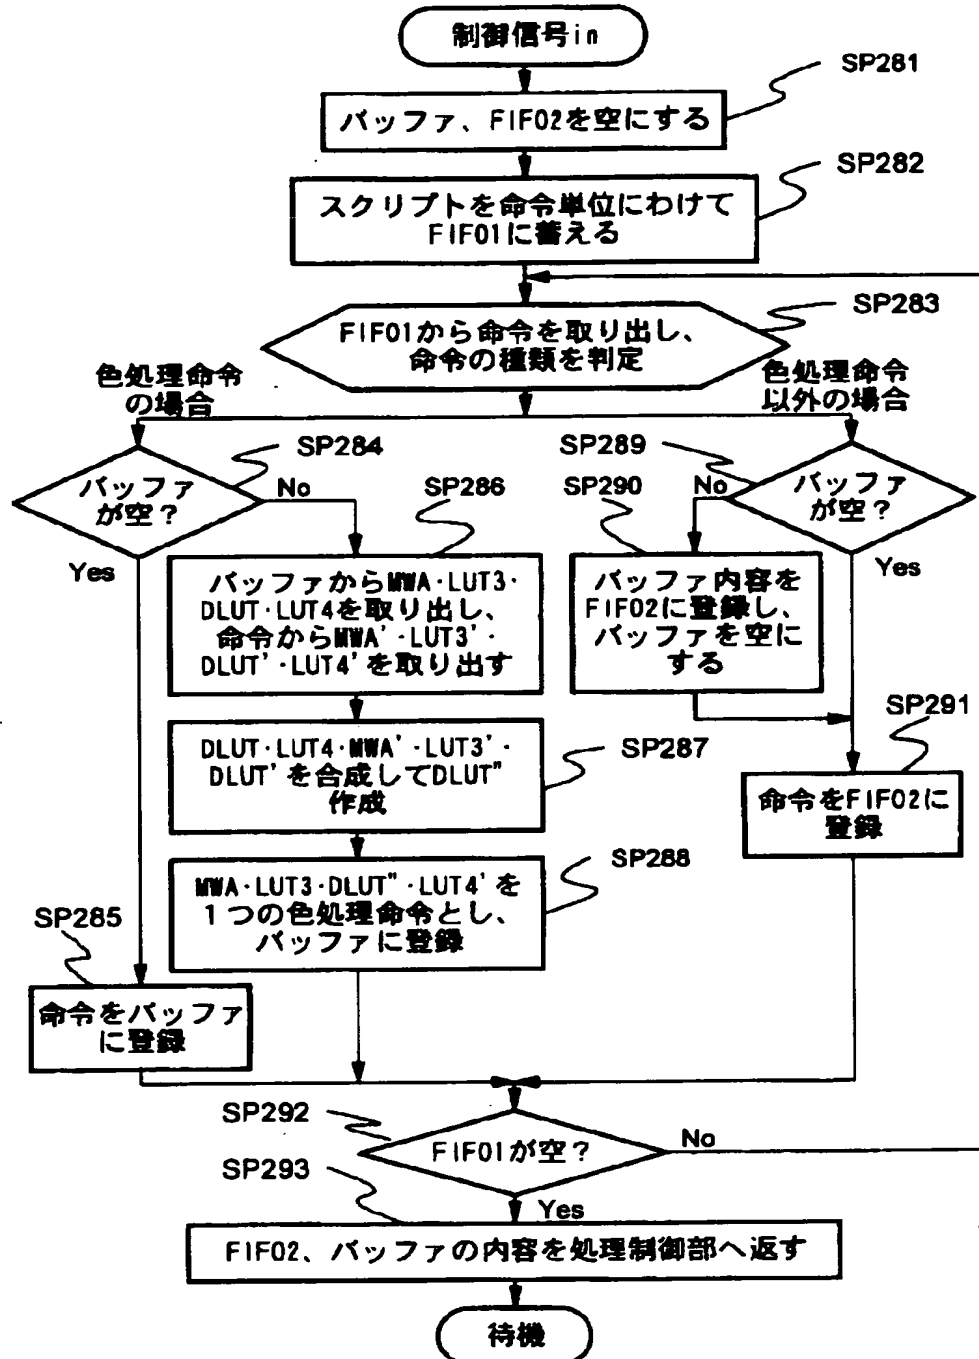 制御信号in
SP281
バッファ、FIFO2を空にする
SP282
スクリプトを命令単位にわけて
FIFO1に蓄える
SP283
FIFO1から命令を取り出し、
命令の種類を判定
色処理命令
の場合
色処理命令
以外の場合
SP284
バッファ
が空?
No
Yes
SP286
バッファからMWA·LUT3·
DLUT·LUT4を取り出し、
命令からMWA'·LUT3'·
DLUT'·LUT4'を取り出す
SP287
DLUT·LUT4·MWA'·LUT3'·
DLUT'を合成してDLUT"
作成
SP288
MWA·LUT3·DLUT"·LUT4'を
1つの色処理命令とし、
バッファに登録
SP285
命令をバッファ
に登録
SP289
バッファ
が空?
No
Yes
SP290
バッファ内容を
FIFO2に登録し、
バッファを空に
する
SP291
命令をFIFO2に
登録
SP292
FIFO1が空?
No
Yes
SP293
FIFO2、バッファの内容を処理制御部へ返す
待機